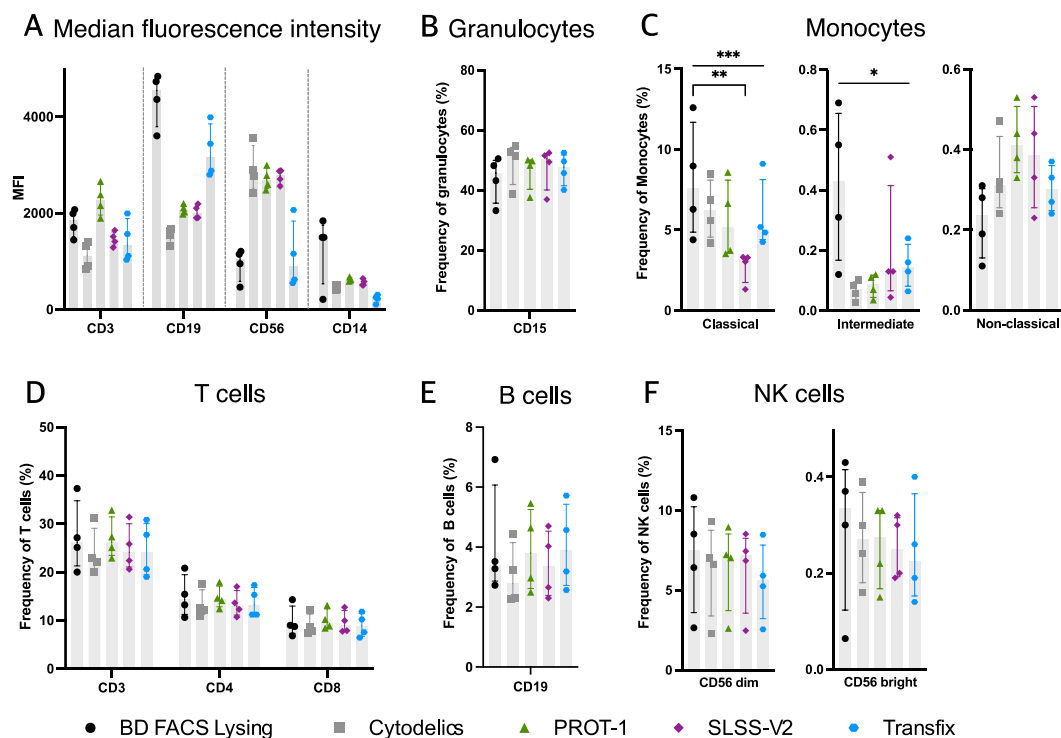 A Median fluorescence intensity
B Granulocytes
C Monocytes
MFI
4000
2000
0
CD3 CD19 CD56 CD14
Frequency of granulocytes (%)
80
60
40
20
0
CD15
Frequency of Monocytes (%)
15
10
5
0
***
**
Classical
0.8
0.6
0.4
0.2
0.0
*
Intermediate
0.6
0.4
0.2
0.0
Non-classical
D T cells
E B cells
F NK cells
Frequency of T cells (%)
50
40
30
20
10
0
CD3 CD4 CD8
Frequency of B cells (%)
8
6
4
2
0
CD19
Frequency of NK cells (%)
15
10
5
0
CD56 dim
0.4
0.2
0.0
CD56 bright
BD FACS Lysing Cytodelics PROT-1 SLSS-V2 Transfix